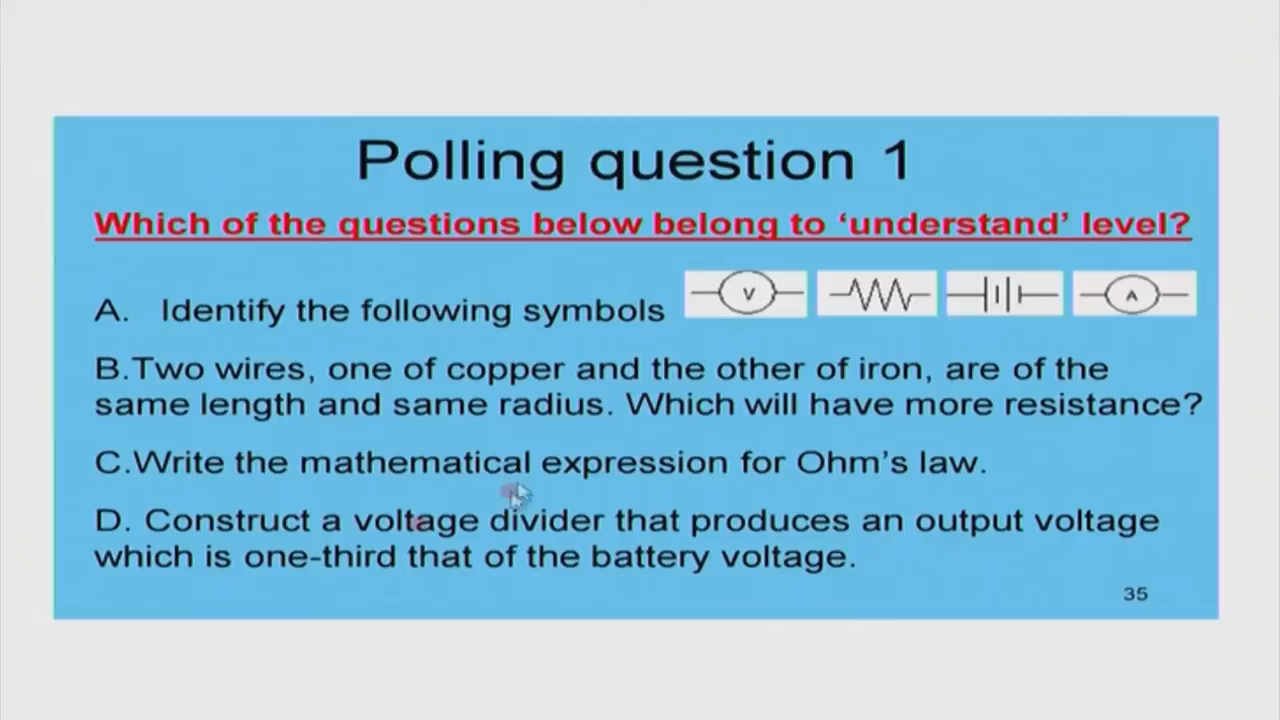 Polling question 1
Which of the questions below belong to ‘understand’ level?
A. Identify the following symbols V A
B.Two wires, one of copper and the other of iron, are of the
same length and same radius. Which will have more resistance?
C.Write the mathematical expression for Ohm’s law.
D. Construct a voltage divider that produces an output voltage
which is one-third that of the battery voltage.
35